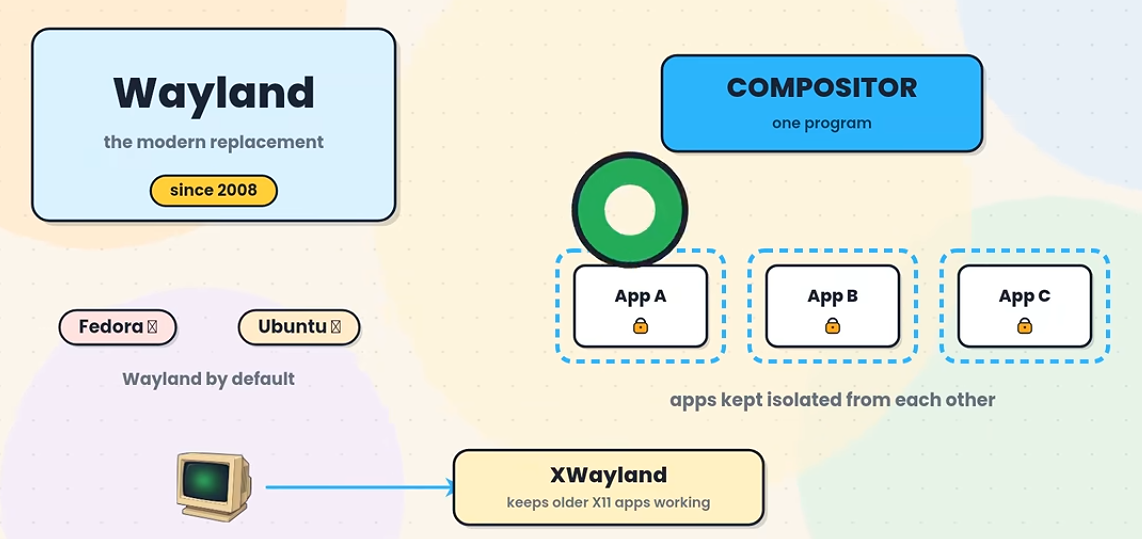 Wayland
the modern replacement
since 2008
Fedora
Ubuntu
Wayland by default
COMPOSITOR
one program
App A
App B
App C
apps kept isolated from each other
XWayland
keeps older X11 apps working